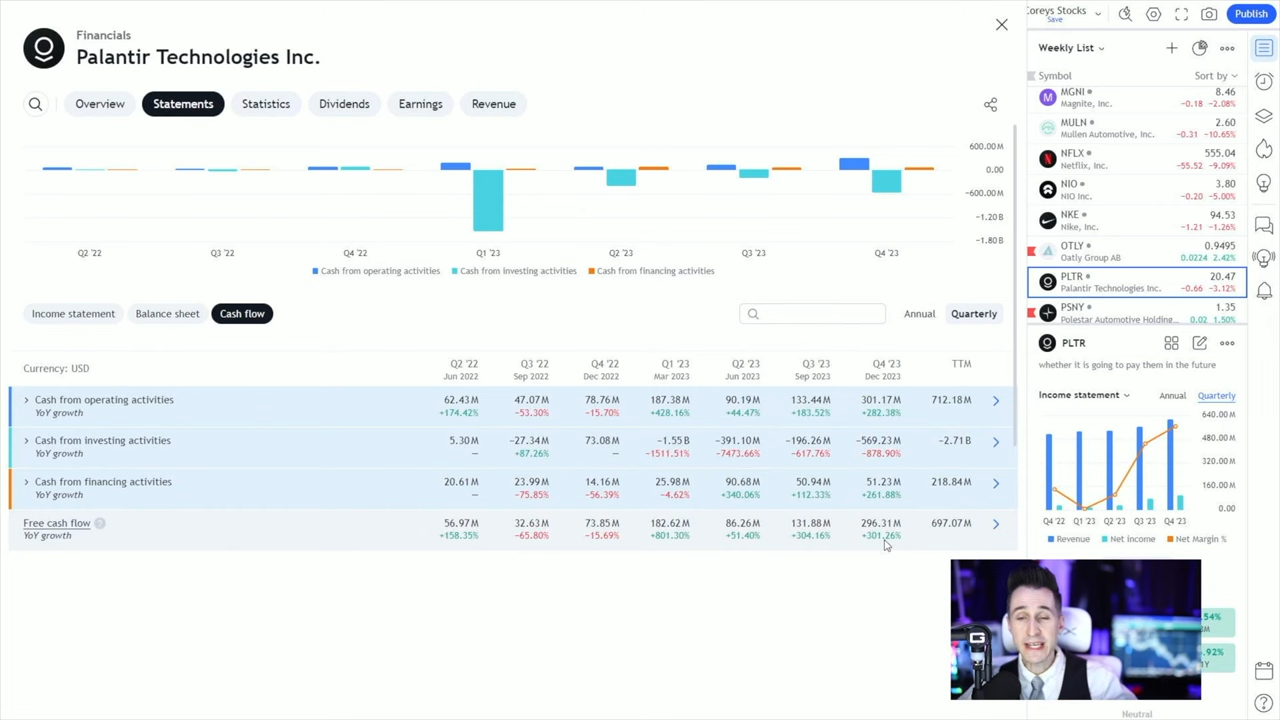 Financials
Palantir Technologies Inc.
Overview
Statements
Statistics
Dividends
Earnings
Revenue
600.00 M
0.00
−600.00 M
−1.20 B
−1.80 B
Q2 '22
Q3 '22
Q4 '22
Q1 '23
Q2 '23
Q3 '23
Q4 '23
Cash from operating activities
Cash from investing activities
Cash from financing activities
Income statement
Balance sheet
Cash flow
Annual
Quarterly
Currency: USD
Q2 '22 Q3 '22 Q4 '22 Q1 '23 Q2 '23 Q3 '23 Q4 '23 TTM
Jun 2022 Sep 2022 Dec 2022 Mar 2023 Jun 2023 Sep 2023 Dec 2023
Cash from operating activities 62.43 M 47.07 M 78.76 M 187.38 M 90.19 M 133.44 M 301.17 M 712.18 M
YoY growth +174.42% −53.30% −15.70% +428.16% +44.47% +183.52% +282.38%
Cash from investing activities 5.30 M −27.34 M 73.08 M −1.55 B −391.10 M −196.26 M −569.23 M −2.71 B
YoY growth — +87.26% — −1511.51% −7473.66% −617.76% −878.90%
Cash from financing activities 20.61 M 23.99 M 14.16 M 25.98 M 90.68 M 50.94 M 51.23 M 218.84 M
YoY growth — −75.85% −56.39% −4.62% +340.06% +112.33% +261.88%
Free cash flow ? 56.97 M 32.63 M 73.85 M 182.62 M 86.26 M 131.88 M 296.31 M 697.07 M
YoY growth +158.35% −65.80% −15.69% +801.30% +51.40% +304.16% +301.26%
Coreys Stocks
Save
Publish
Weekly List
Symbol Sort by
MGNI 8.46
Magnite, Inc. −0.18 −2.08%
MULN 2.60
Mullen Automotive, Inc. −0.31 −10.65%
NFLX 555.04
Netflix, Inc. −55.52 −9.09%
NIO 3.80
NIO Inc. −0.20 −5.00%
NKE 94.53
Nike, Inc. −1.21 −1.26%
OTLY 0.9495
Oatly Group AB 0.0224 2.42%
PLTR 20.47
Palantir Technologies Inc. −0.66 −3.12%
PSNY 1.35
Polestar Automotive Holding... 0.02 1.50%
PLTR
whether it is going to pay them in the future
Income statement Annual Quarterly
640.00 M
480.00 M
320.00 M
160.00 M
0.00
Q4 '22 Q1 '23 Q2 '23 Q3 '23 Q4 '23
Revenue Net income Net Margin %
.54%
.92%
1Y
Neutral